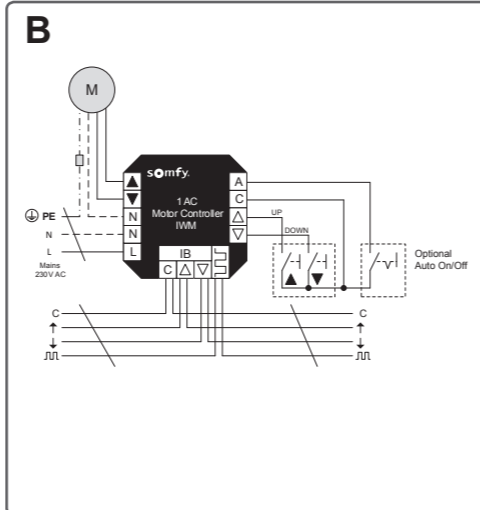 B
M
somfy.
1 AC
Motor Controller
IWM
PE
N
L
Mains
230V AC
N
N
L
IB
C
A
C
UP
DOWN
Optional
Auto On/Off
C
C